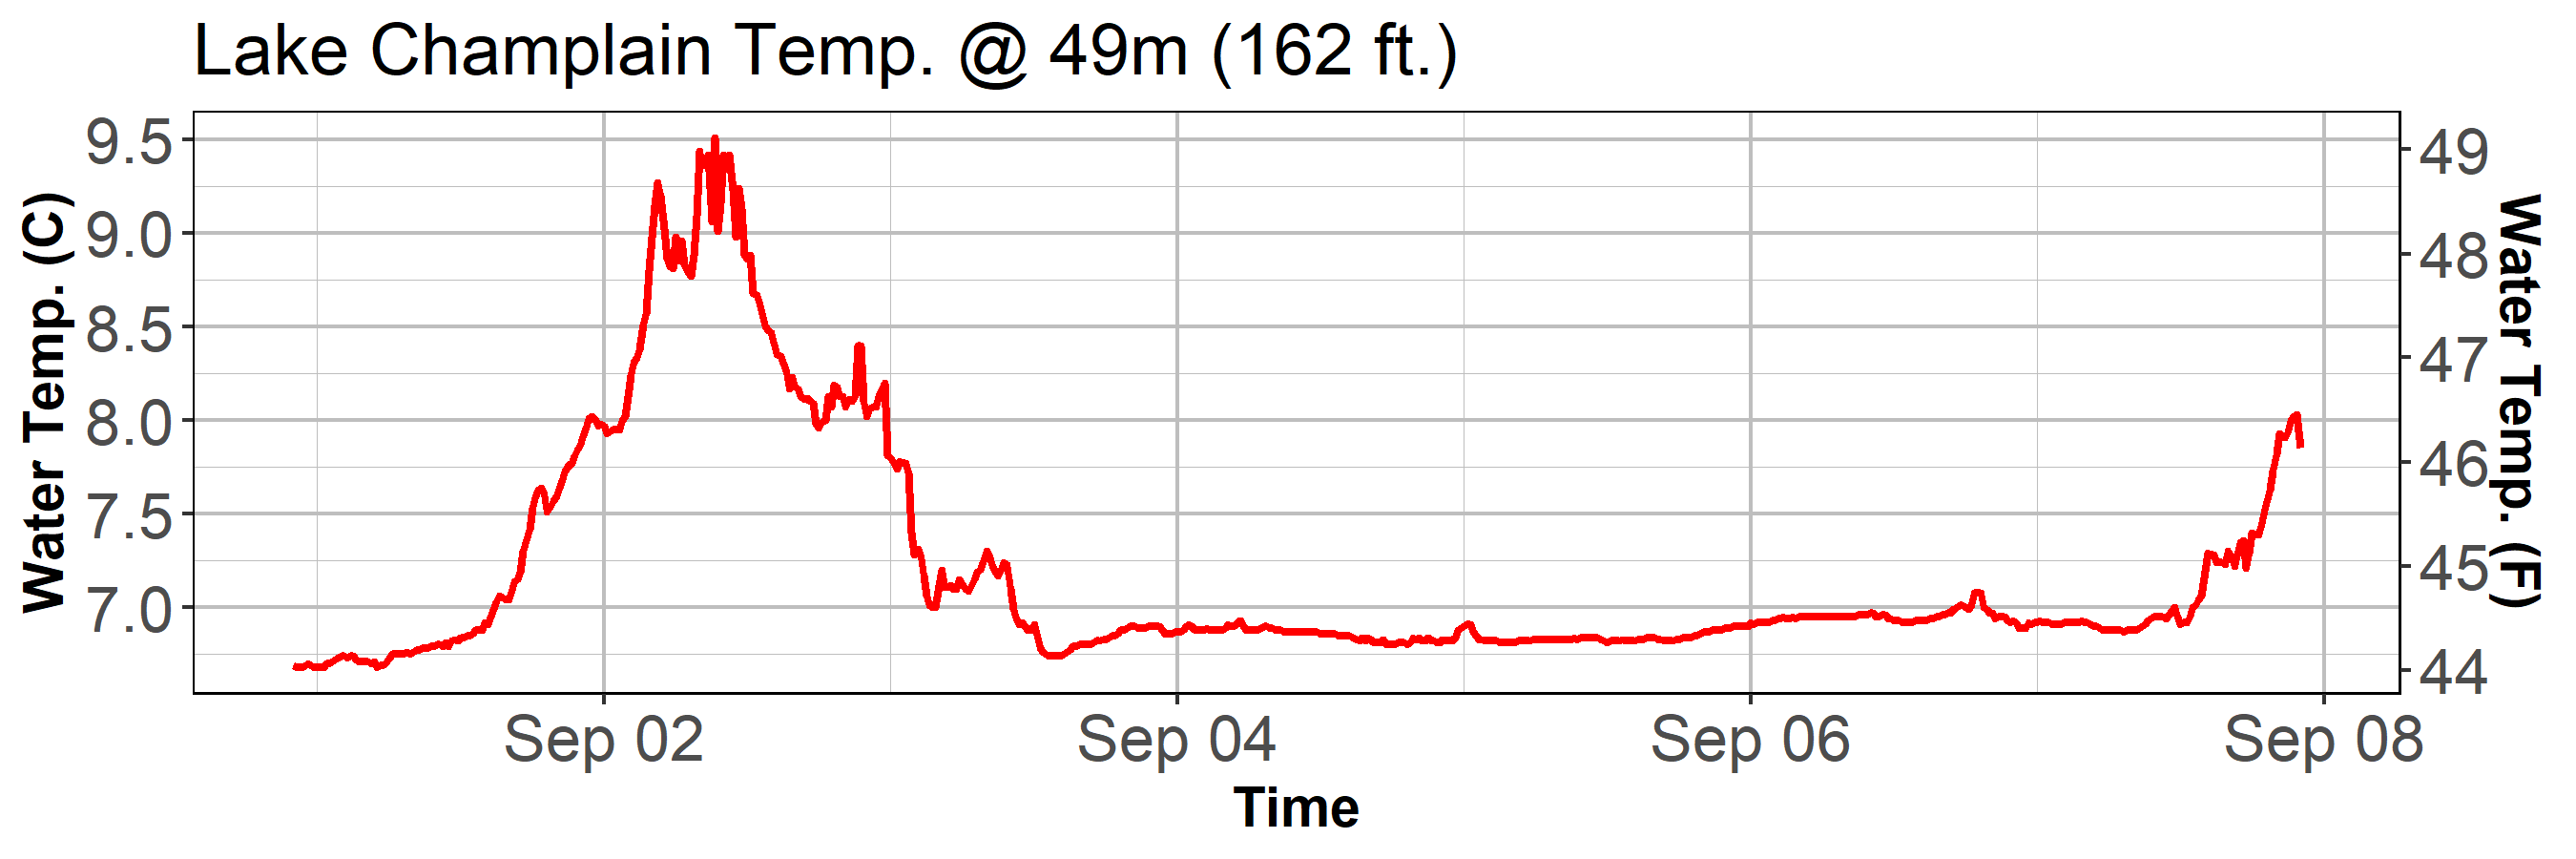 Lake Champlain Temp. @ 49m (162 ft.)
Water Temp. (C)
9.5
9.0
8.5
8.0
7.5
7.0
49
48
47
46
45
44
Water Temp. (F)
Sep 02
Sep 04
Sep 06
Sep 08
Time